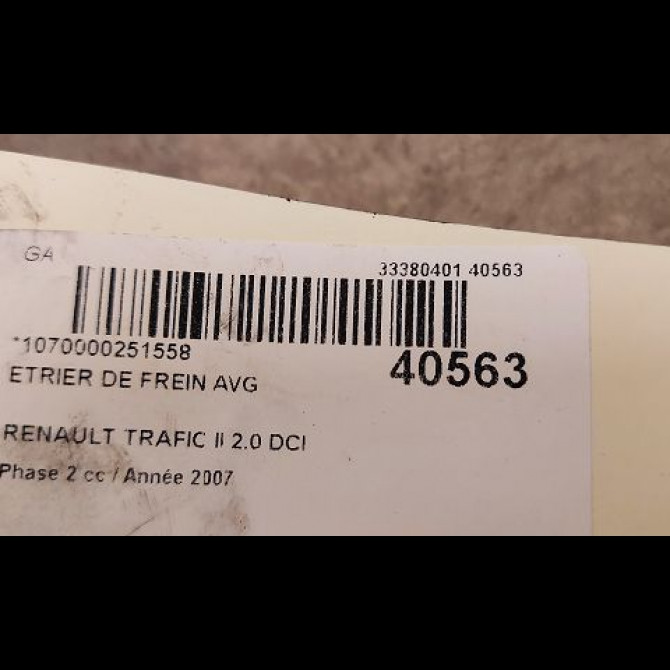 GA
33380401 40563
*1070000251558
40563
ETRIER DE FREIN AVG
RENAULT TRAFIC II 2.0 DCI
Phase 2 cc / Année 2007